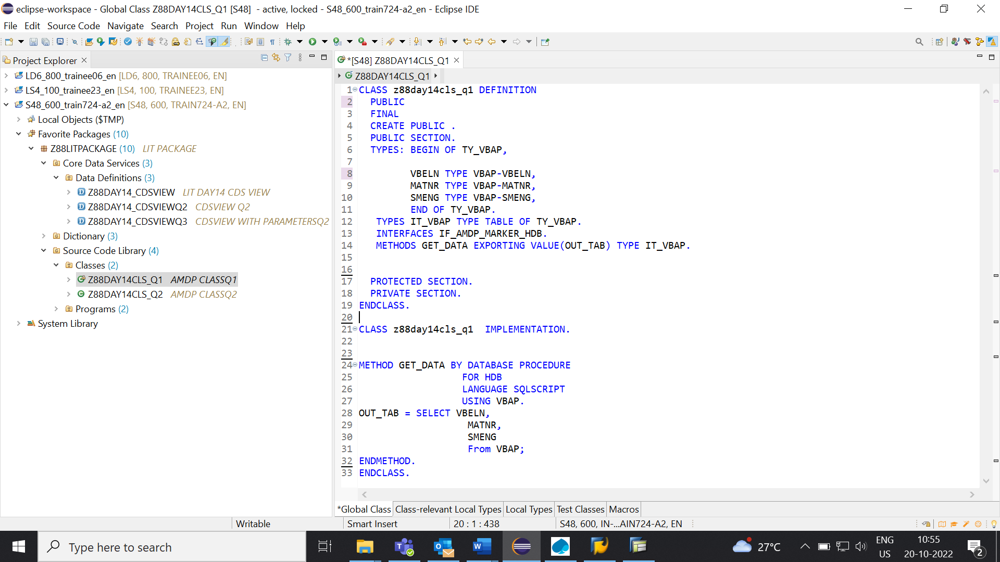 eclipse-workspace - Global Class Z88DAY14CLS_Q1 [S48]  - active, locked - S48_600_train724-a2_en - Eclipse IDE
File Edit Source Code Navigate Search Project Run Window Help
Project Explorer
LD6_800_trainee06_en [LD6, 800, TRAINEE06, EN]
LS4_100_trainee23_en [LS4, 100, TRAINEE23, EN]
S48_600_train724-a2_en [S48, 600, TRAIN724-A2, EN]
Local Objects ($TMP)
Favorite Packages (10)
Z88LITPACKAGE (10) LIT PACKAGE
Core Data Services (3)
Data Definitions (3)
Z88DAY14_CDSVIEW LIT DAY14 CDS VIEW
Z88DAY14_CDSVIEWQ2 CDSVIEW Q2
Z88DAY14_CDSVIEWQ3 CDSVIEW WITH PARAMETERSQ2
Dictionary (3)
Source Code Library (4)
Classes (2)
Z88DAY14CLS_Q1 AMDP CLASSQ1
Z88DAY14CLS_Q2 AMDP CLASSQ2
Programs (2)
System Library
*[S48] Z88DAY14CLS_Q1
Z88DAY14CLS_Q1
1 CLASS z88day14cls_q1 DEFINITION
2 PUBLIC
3 FINAL
4 CREATE PUBLIC .
5 PUBLIC SECTION.
6 TYPES: BEGIN OF TY_VBAP,
7
8 VBELN TYPE VBAP-VBELN,
9 MATNR TYPE VBAP-MATNR,
10 SMENG TYPE VBAP-SMENG,
11 END OF TY_VBAP.
12 TYPES IT_VBAP TYPE TABLE OF TY_VBAP.
13 INTERFACES IF_AMDP_MARKER_HDB.
14 METHODS GET_DATA EXPORTING VALUE(OUT_TAB) TYPE IT_VBAP.
15
16
17 PROTECTED SECTION.
18 PRIVATE SECTION.
19 ENDCLASS.
20
21 CLASS z88day14cls_q1  IMPLEMENTATION.
22
23
24 METHOD GET_DATA BY DATABASE PROCEDURE
25 FOR HDB
26 LANGUAGE SQLSCRIPT
27 USING VBAP.
28 OUT_TAB = SELECT VBELN,
29 MATNR,
30 SMENG
31 From VBAP;
32 ENDMETHOD.
33 ENDCLASS.
*Global Class Class-relevant Local Types Local Types Test Classes Macros
Writable Smart Insert 20 : 1 : 438 S48, 600, IN-...AIN724-A2, EN
Type here to search
27°C
ENG
US
10:55
20-10-2022
2